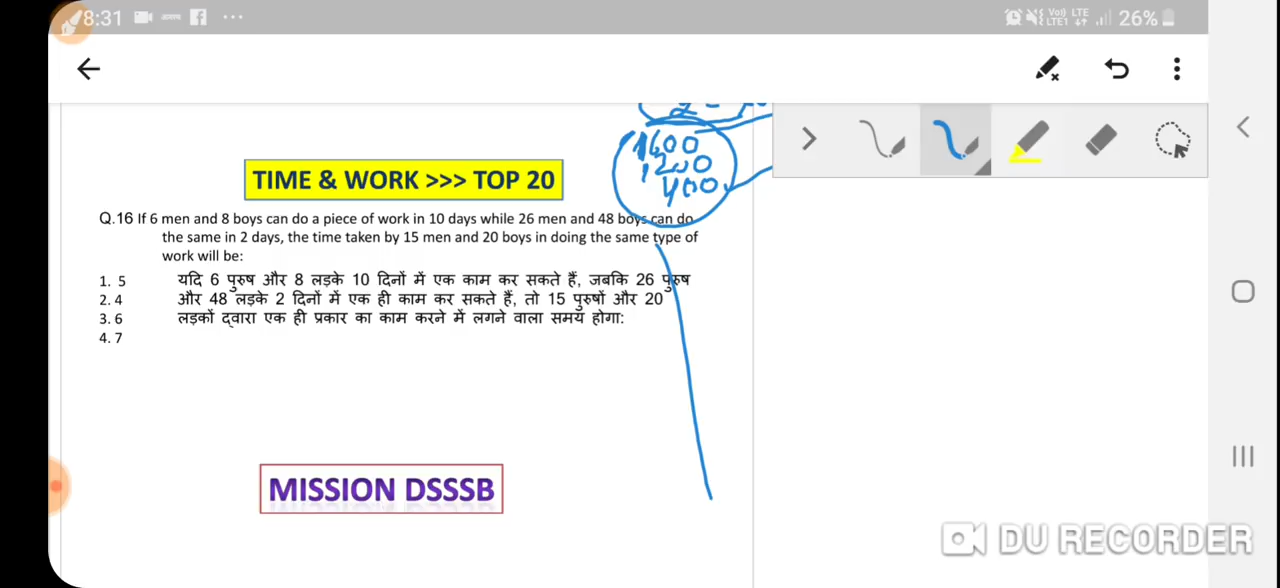 8:31
26%
1600
1200
400
TIME & WORK >>> TOP 20
Q.16 If 6 men and 8 boys can do a piece of work in 10 days while 26 men and 48 boys can do
the same in 2 days, the time taken by 15 men and 20 boys in doing the same type of
work will be:
1. 5 यदि 6 पुरुष और 8 लड़के 10 दिनों में एक काम कर सकते हैं, जबकि 26 पुरुष
2. 4 और 48 लड़के 2 दिनों में एक ही काम कर सकते हैं, तो 15 पुरुषों और 20
3. 6 लड़कों द्वारा एक ही प्रकार का काम करने में लगने वाला समय होगा:
4. 7
MISSION DSSSB
DU RECORDER